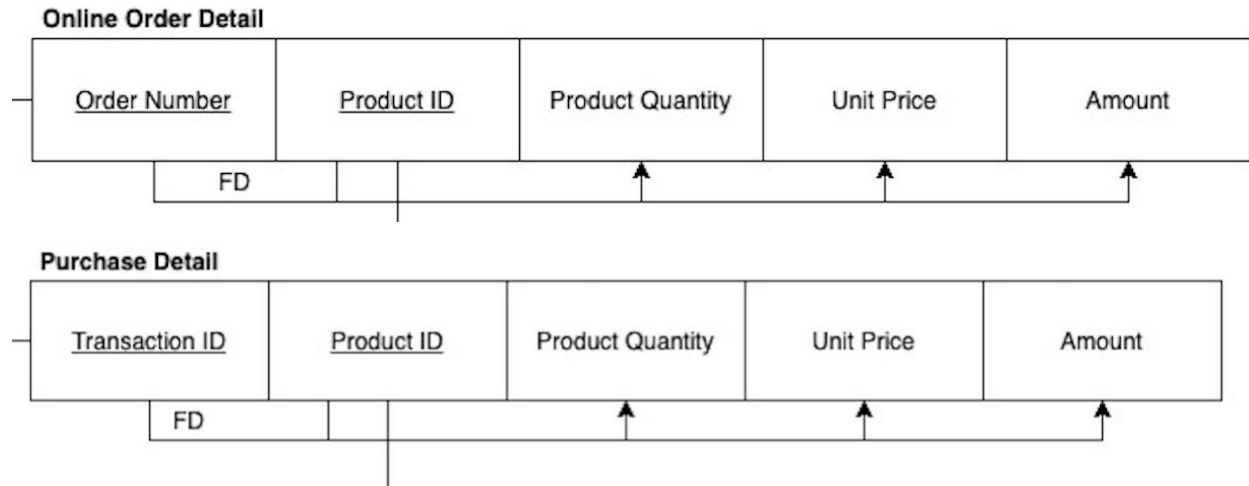 Online Order Detail
Order Number Product ID Product Quantity Unit Price Amount
FD
Purchase Detail
Transaction ID Product ID Product Quantity Unit Price Amount
FD